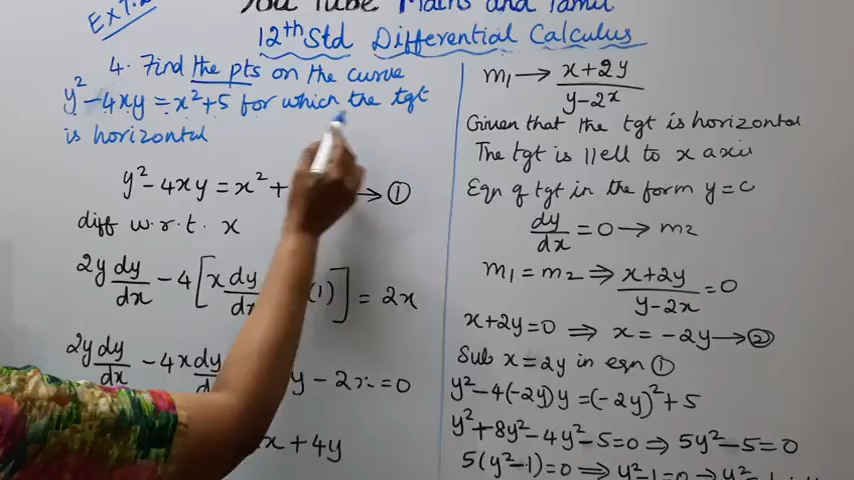 You Tube Maths and Tamil
Ex 7.2
12th Std Differential Calculus
4. Find the pts on the curve
y² - 4xy = x² + 5 for which the tgt
is horizontal
y² - 4xy = x² + → ①
diff w.r.t. x
2y dy/dx - 4[x dy/dx (1)] = 2x
2y dy/dx - 4x dy/d y - 2x = 0
x + 4y
m₁ → x+2y / y-2x
Given that the tgt is horizontal
The tgt is llell to x axis
Eqn of tgt in the form y = c
dy/dx = 0 → m₂
m₁ = m₂ ⇒ x+2y / y-2x = 0
x+2y=0 ⇒ x = -2y → ②
Sub x = 2y in eqn ①
y² - 4(-2y)y = (-2y)² + 5
y² + 8y² - 4y² - 5 = 0 ⇒ 5y² - 5 = 0
5(y²-1) = 0 ⇒ y² - 1 = 0 ⇒ y² = 1